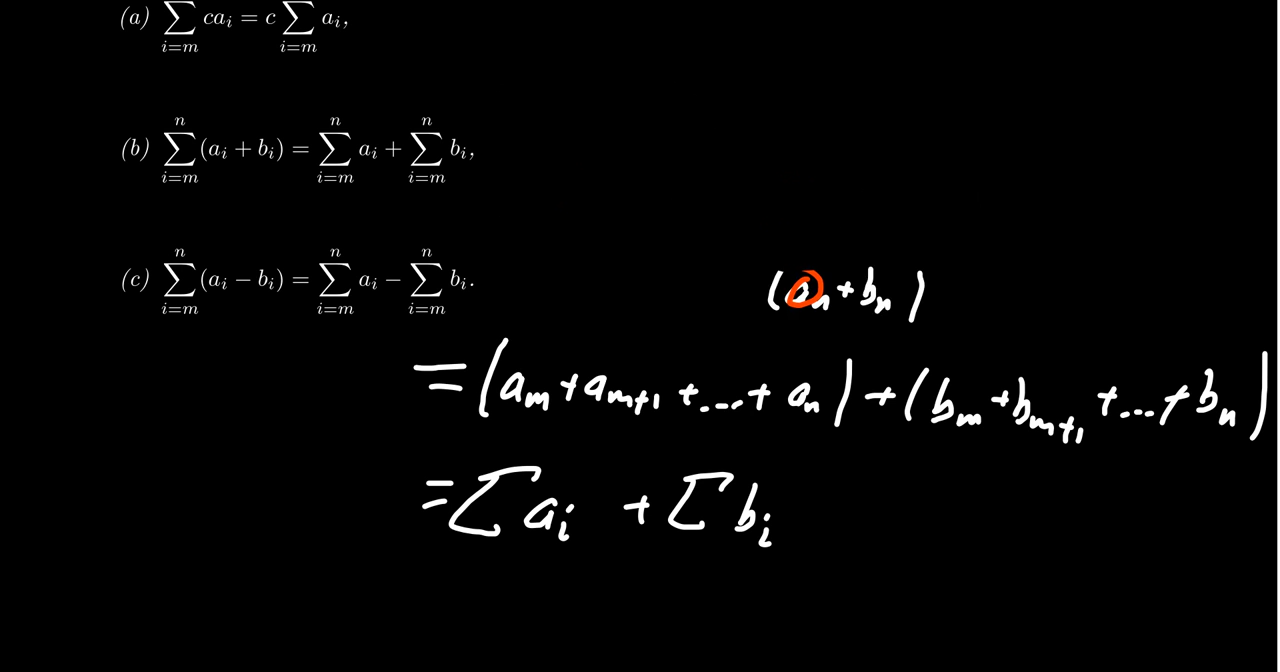 (a) ∑_{i=m} ca_i = c ∑_{i=m} a_i,
(b) ∑_{i=m}^{n} (a_i + b_i) = ∑_{i=m}^{n} a_i + ∑_{i=m}^{n} b_i,
(c) ∑_{i=m}^{n} (a_i − b_i) = ∑_{i=m}^{n} a_i − ∑_{i=m}^{n} b_i.
(a_n + b_n)
= (a_m + a_{m+1} + ... + a_n) + (b_m + b_{m+1} + ... + b_n)
= ∑ a_i + ∑ b_i